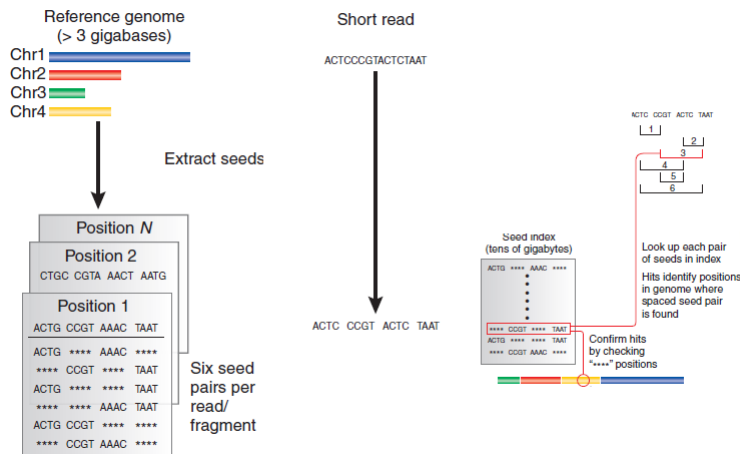 Reference genome
(> 3 gigabases)
Chr1
Chr2
Chr3
Chr4
Extract seeds
Position N
Position 2
CTGC CGTA AACT AATG
Position 1
ACTG CCGT AAAC TAAT
ACTG **** AAAC ****
**** CCGT **** TAAT
ACTG **** **** TAAT
**** **** AAAC TAAT
ACTG CCGT **** ****
**** CCGT AAAC ****
Six seed
pairs per
read/
fragment
Short read
ACTCCCGTACTCTAAT
ACTC CCGT ACTC TAAT
ACTC CCGT ACTC TAAT
1
2
3
4
5
6
Seed index
(tens of gigabytes)
ACTG **** AAAC ****
**** CCGT **** TAAT
ACTG **** **** TAAT
**** CCGT AAAC ****
Look up each pair
of seeds in index
Hits identify positions
in genome where
spaced seed pair
is found
Confirm hits
by checking
"****" positions